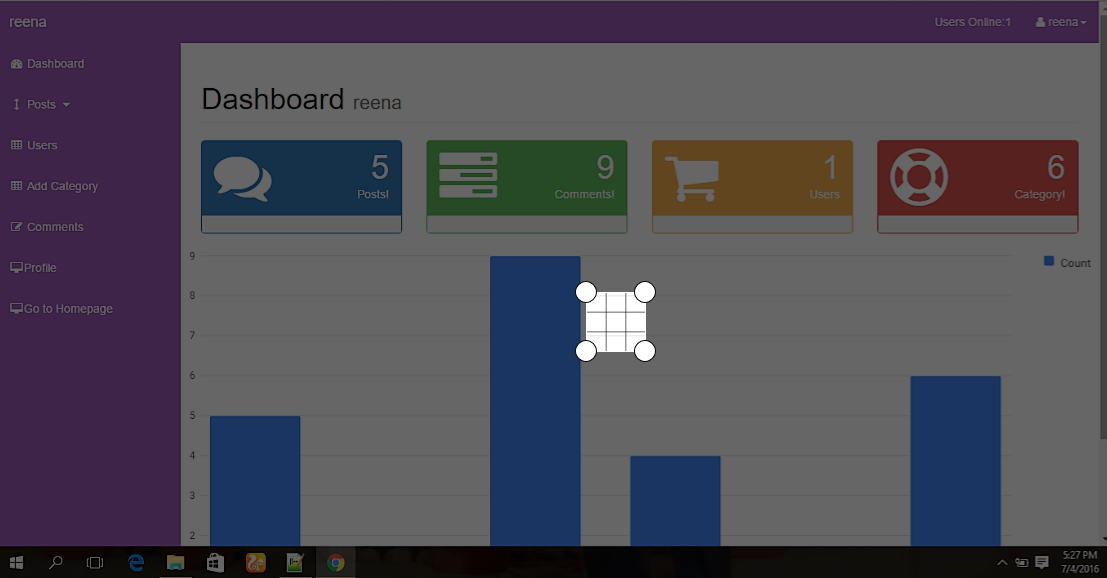 reena
Users Online:1
reena
Dashboard
Posts
Users
Add Category
Comments
Profile
Go to Homepage
Dashboard reena
5
Posts!
9
Comments!
1
Users
6
Category!
9
8
7
6
5
4
3
2
Count
5:27 PM
7/4/2016